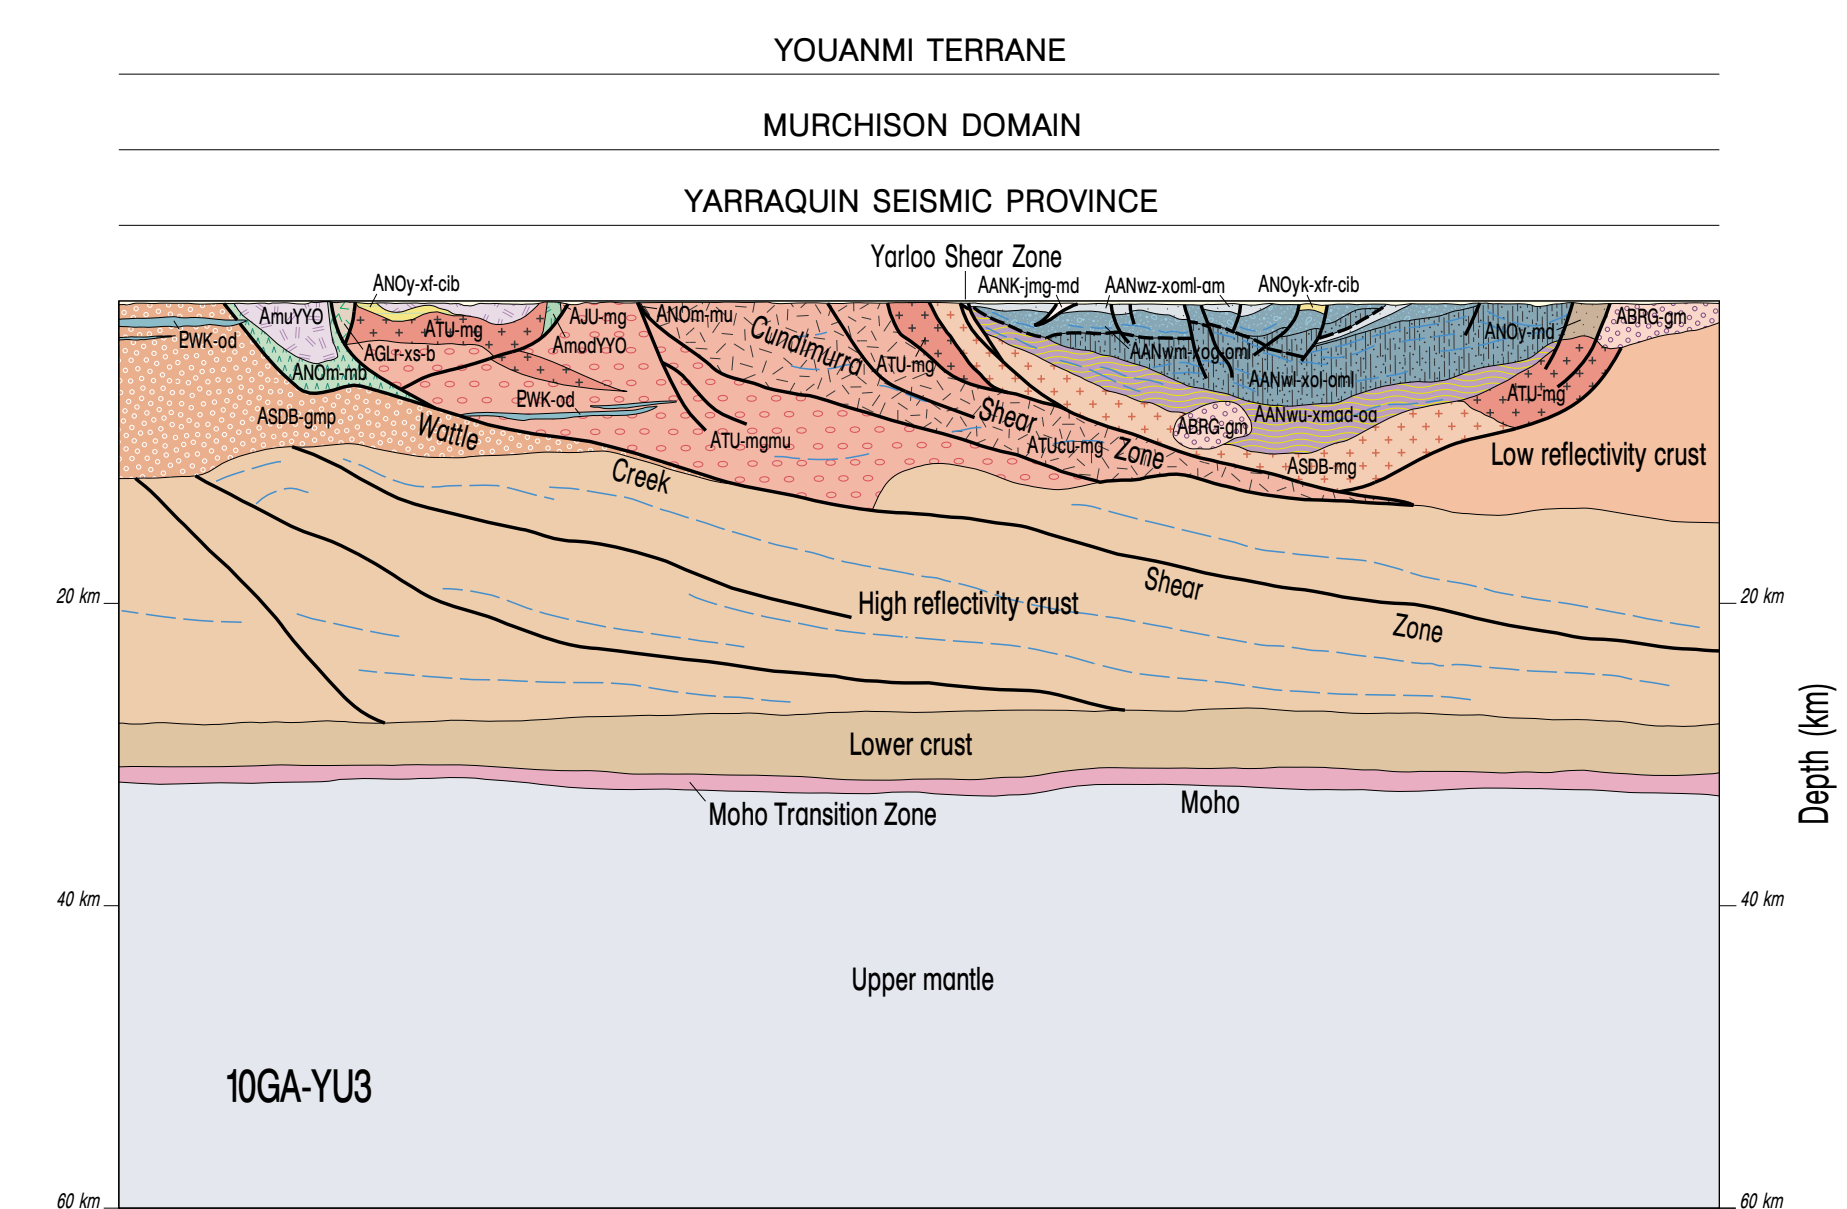 YOUANMI TERRANE
MURCHISON DOMAIN
YARRAQUIN SEISMIC PROVINCE
Yarloo Shear Zone
ANOy-xf-cib
AANK-jmg-md
AANwz-xoml-am
ANOyk-xfr-cib
AmuYYO
ATU-mg
AJU-mg
ANOm-mu
ABRG-gm
PWK-od
AGLr-xs-b
AmodYYO
Cundimurra
ATU-mg
AANwm-xog-oml
ANOy-md
ANOm-mb
AANwl-xol-oml
ATU-mg
PWK-od
ASDB-gmp
Wattle
ATU-mgmu
Shear
ATUcu-mg
Zone
ABRG-gm
AANwu-xmad-oa
ASDB-mg
Low reflectivity crust
Creek
Shear
20 km
High reflectivity crust
Zone
20 km
Lower crust
Moho Transition Zone
Moho
Depth (km)
40 km
40 km
Upper mantle
10GA-YU3
60 km
60 km